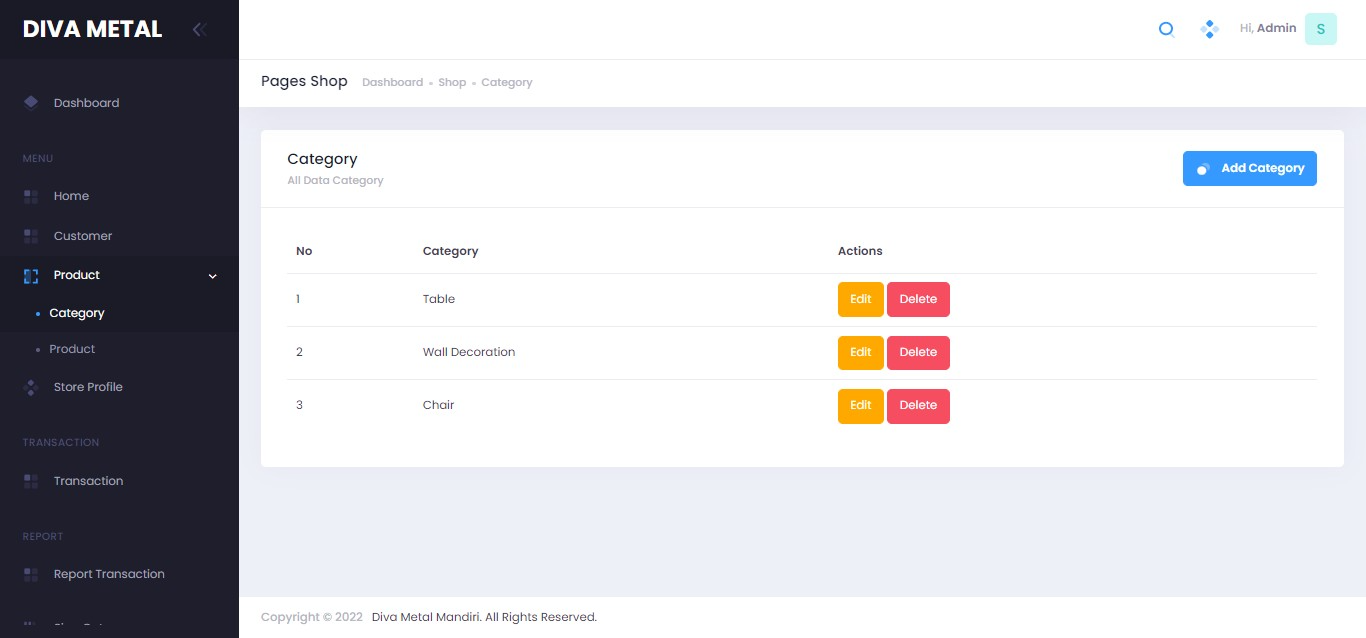 DIVA METAL
Dashboard
MENU
Home
Customer
Product
Category
Product
Store Profile
TRANSACTION
Transaction
REPORT
Report Transaction
Hi, Admin S
Pages Shop Dashboard Shop Category
Category
All Data Category
Add Category
No Category Actions
1 Table Edit Delete
2 Wall Decoration Edit Delete
3 Chair Edit Delete
Copyright © 2022 Diva Metal Mandiri. All Rights Reserved.